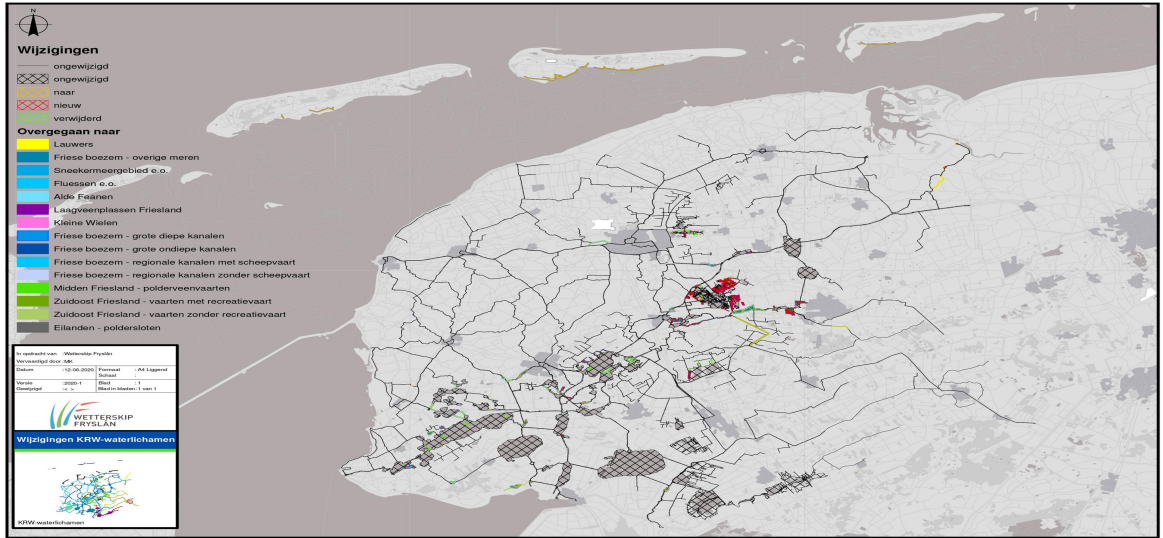 N
Wijzigingen
ongewijzigd
ongewijzigd
naar
nieuw
verwijderd
Overgegaan naar
Lauwers
Friese boezem - overige meren
Sneekermeergebied e.o.
Fluessen e.o.
Alde Feanen
Laagveenplassen Friesland
Kleine Wielen
Friese boezem - grote diepe kanalen
Friese boezem - grote ondiepe kanalen
Friese boezem - regionale kanalen met scheepvaart
Friese boezem - regionale kanalen zonder scheepvaart
Midden Friesland - polderveenvaarten
Zuidoost Friesland - vaarten met recreatievaart
Zuidoost Friesland - vaarten zonder recreatievaart
Eilanden - poldersloten
In opdracht van :Wetterskip Fryslân
Vervaardigd door :MK
Datum :12-06-2020 Formaat : A4 Liggend
Schaal :
Versie :2020-1 Blad : 1
Gewijzigd :< > Blad in bladen: 1 van 1
WETTERSKIP
FRYSLÂN
Wijzigingen KRW-waterlichamen
KRW-waterlichamen